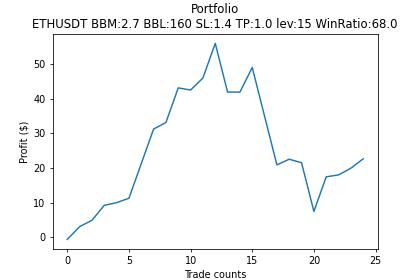 Portfolio
ETHUSDT BBM:2.7 BBL:160 SL:1.4 TP:1.0 lev:15 WinRatio:68.0
Profit ($)
50
40
30
20
10
0
0 5 10 15 20 25
Trade counts